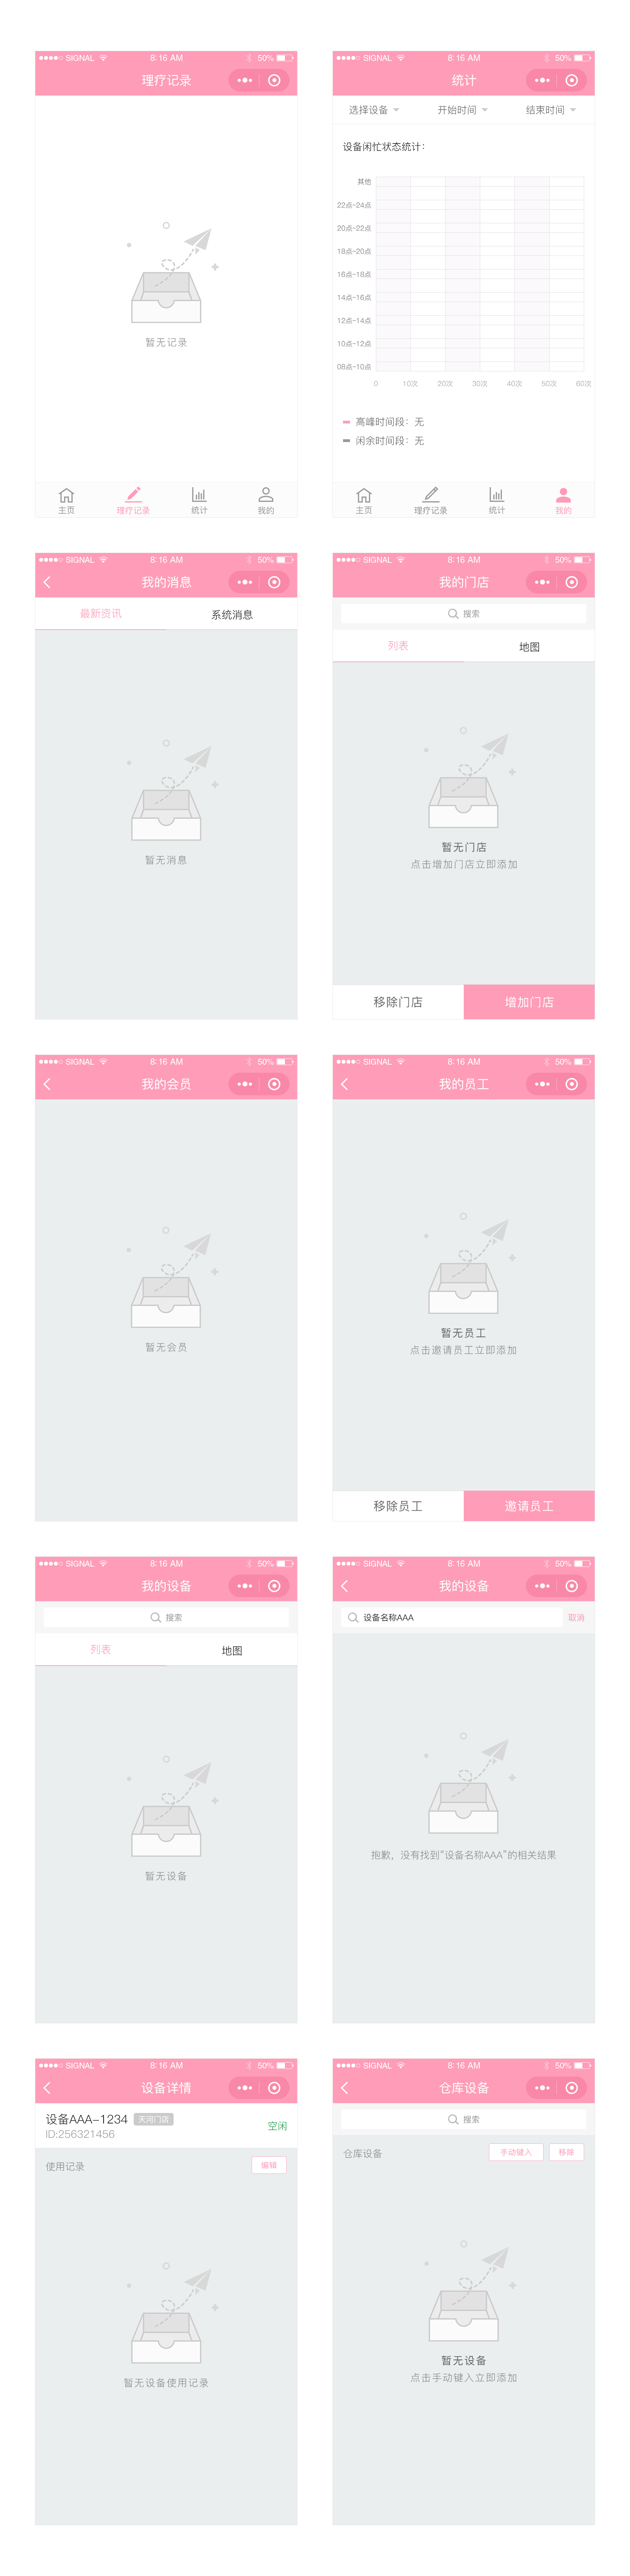 SIGNAL 8:16 AM 50%
理疗记录
暂无记录
主页 理疗记录 统计 我的
SIGNAL 8:16 AM 50%
统计
选择设备 开始时间 结束时间
设备闲忙状态统计：
其他
22点~24点
20点~22点
18点~20点
16点~18点
14点~16点
12点~14点
10点~12点
08点~10点
0 10次 20次 30次 40次 50次 60次
高峰时间段：无
闲余时间段：无
主页 理疗记录 统计 我的
SIGNAL 8:16 AM 50%
我的消息
最新资讯 系统消息
暂无消息
SIGNAL 8:16 AM 50%
我的门店
搜索
列表 地图
暂无门店
点击增加门店立即添加
移除门店 增加门店
SIGNAL 8:16 AM 50%
我的会员
暂无会员
SIGNAL 8:16 AM 50%
我的员工
暂无员工
点击邀请员工立即添加
移除员工 邀请员工
SIGNAL 8:16 AM 50%
我的设备
搜索
列表 地图
暂无设备
SIGNAL 8:16 AM 50%
我的设备
设备名称AAA 取消
抱歉，没有找到“设备名称AAA”的相关结果
SIGNAL 8:16 AM 50%
设备详情
设备AAA-1234 天河门店
ID:256321456
空闲
使用记录 编辑
暂无设备使用记录
SIGNAL 8:16 AM 50%
仓库设备
搜索
仓库设备 手动键入 移除
暂无设备
点击手动键入立即添加